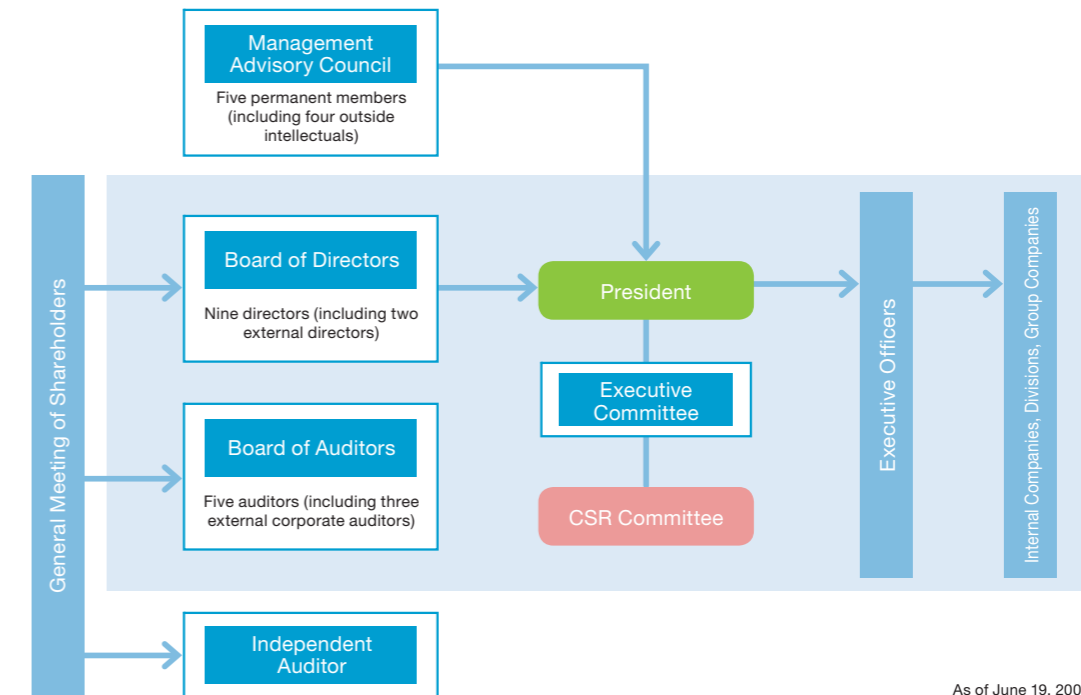 Management
Advisory Council
Five permanent members
(including four outside
intellectuals)
General Meeting of Shareholders
Board of Directors
Nine directors (including two
external directors)
President
Executive
Committee
Executive Officers
Internal Companies, Divisions, Group Companies
Board of Auditors
Five auditors (including three
external corporate auditors)
CSR Committee
Independent
Auditor
As of June 19, 200